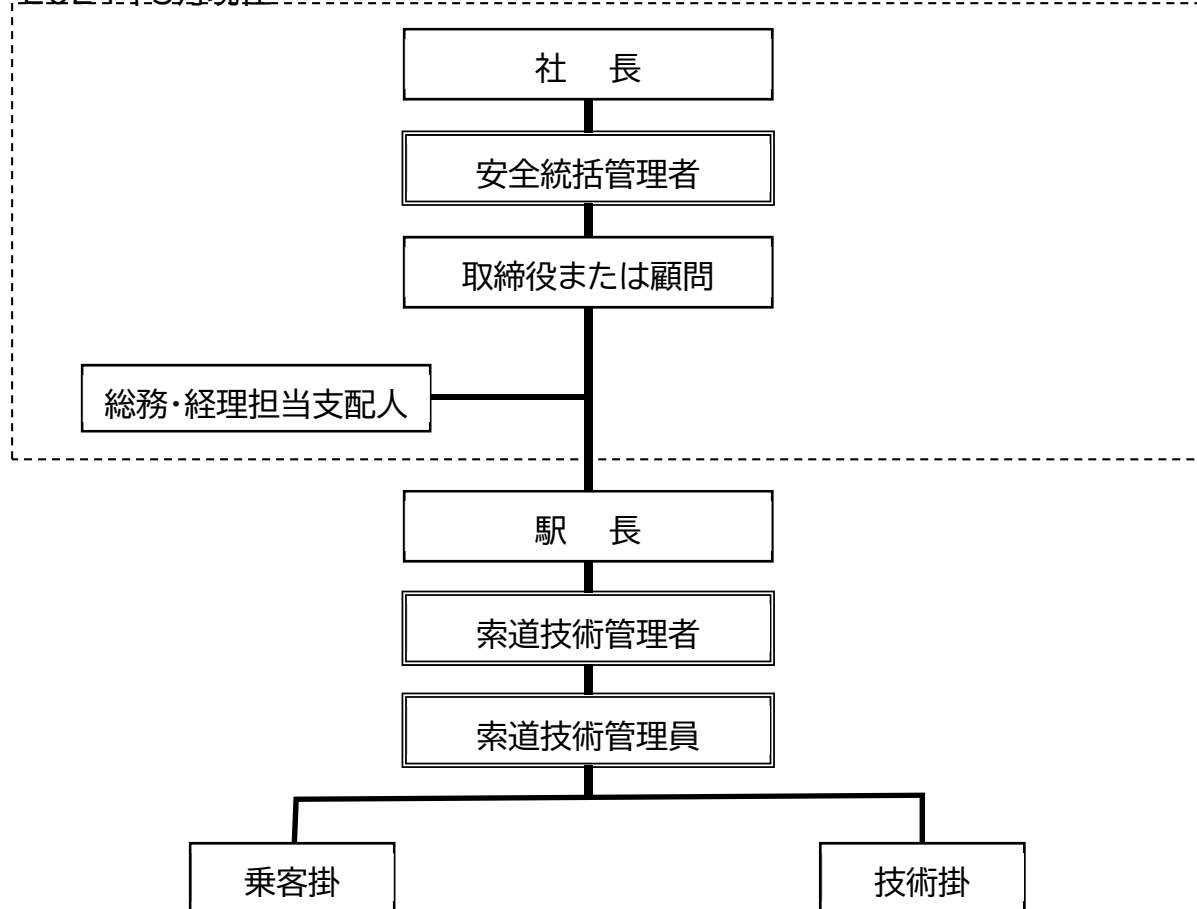 社　長
安全統括管理者
取締役または顧問
総務・経理担当支配人
駅　長
索道技術管理者
索道技術管理員
乗客掛
技術掛